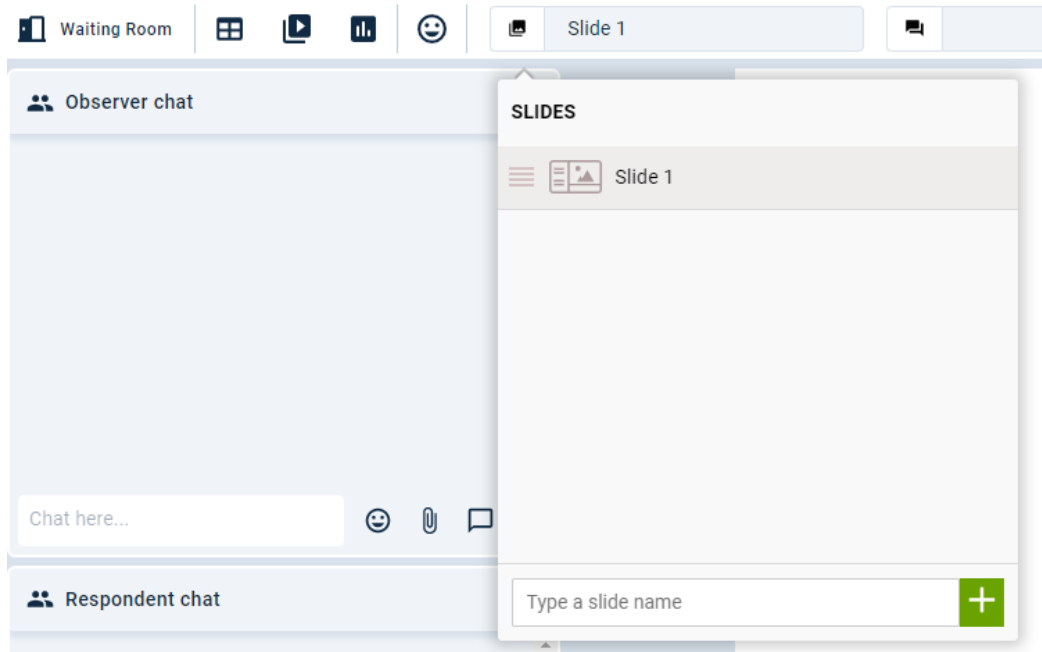 Waiting Room
Slide 1
Observer chat
SLIDES
Slide 1
Chat here...
Type a slide name
Respondent chat